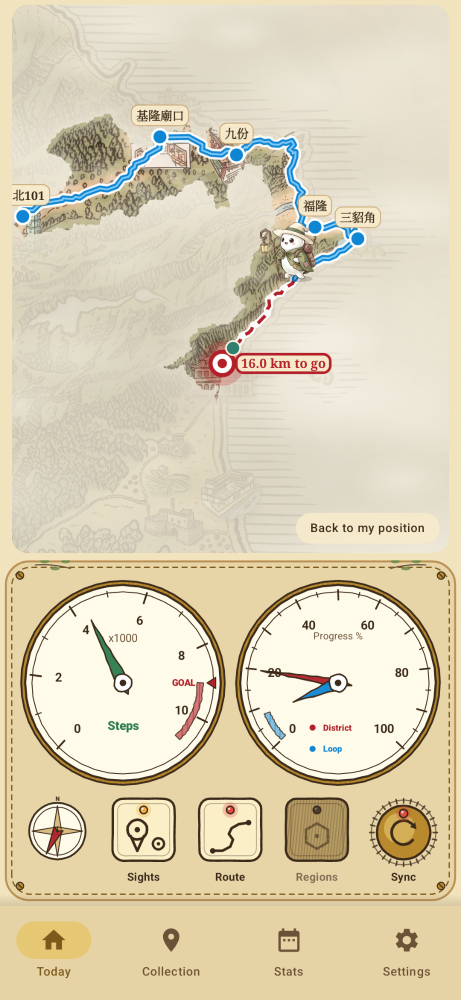 基隆廟口
九份
北101
福隆
三貂角
16.0 km to go
Back to my position
0
2
4
6
8
10
x1000
GOAL
Steps
0
20
40
60
80
100
Progress %
District
Loop
N
Sights
Route
Regions
Sync
Today
Collection
Stats
Settings